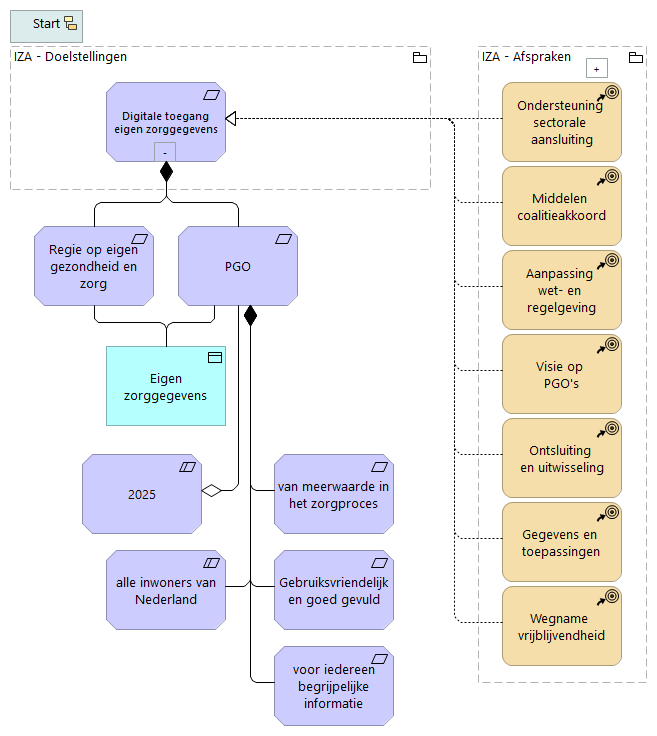 Start
IZA - Doelstellingen
Digitale toegang
eigen zorggegevens
-
Regie op eigen
gezondheid en
zorg
PGO
Eigen
zorggegevens
2025
van meerwaarde in
het zorgproces
alle inwoners van
Nederland
Gebruiksvriendelijk
en goed gevuld
voor iedereen
begrijpelijke
informatie
IZA - Afspraken
+
Ondersteuning
sectorale
aansluiting
Middelen
coalitieakkoord
Aanpassing
wet- en
regelgeving
Visie op
PGO's
Ontsluiting
en uitwisseling
Gegevens en
toepassingen
Wegname
vrijblijvendheid